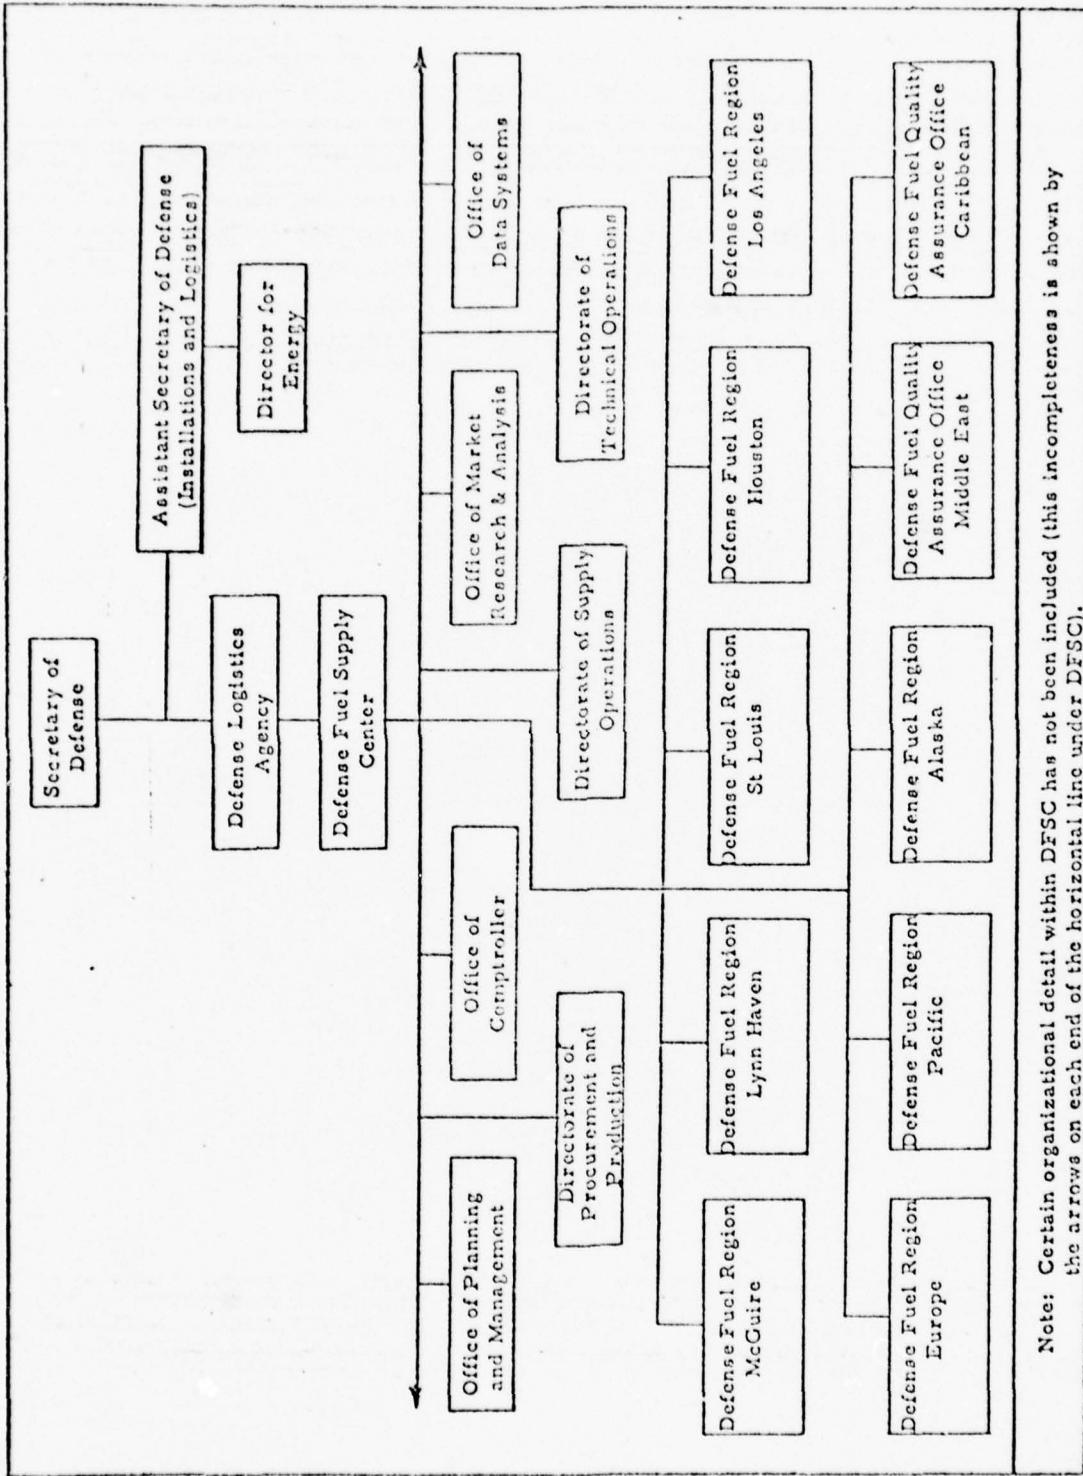 Secretary of
Defense
Assistant Secretary of Defense
(Installations and Logistics)
Director for
Energy
Defense Logistics
Agency
Defense Fuel Supply
Center
Office of Planning
and Management
Office of
Comptroller
Office of Market
Research & Analysis
Office of
Data Systems
Directorate of
Procurement and
Production
Directorate of Supply
Operations
Directorate of
Technical Operations
Defense Fuel Region
McGuire
Defense Fuel Region
Lynn Haven
Defense Fuel Region
St Louis
Defense Fuel Region
Houston
Defense Fuel Region
Los Angeles
Defense Fuel Region
Europe
Defense Fuel Region
Pacific
Defense Fuel Region
Alaska
Defense Fuel Quality
Assurance Office
Middle East
Defense Fuel Quality
Assurance Office
Caribbean
Note: Certain organizational detail within DFSC has not been included (this incompleteness is shown by
the arrows on each end of the horizontal line under DFSC).